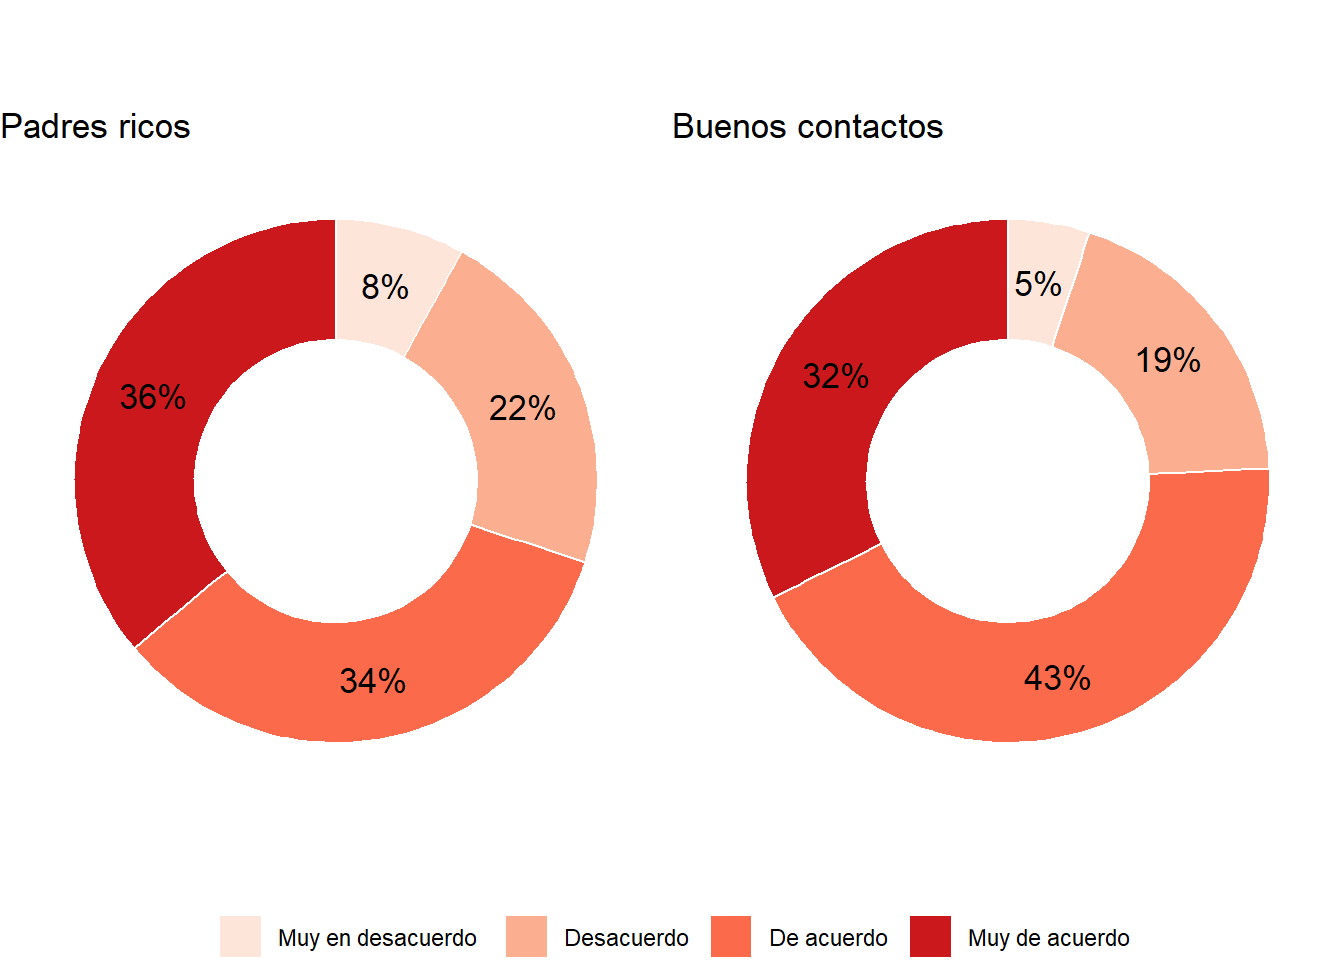 Padres ricos
Buenos contactos
8%
22%
34%
36%
5%
19%
43%
32%
Muy en desacuerdo
Desacuerdo
De acuerdo
Muy de acuerdo